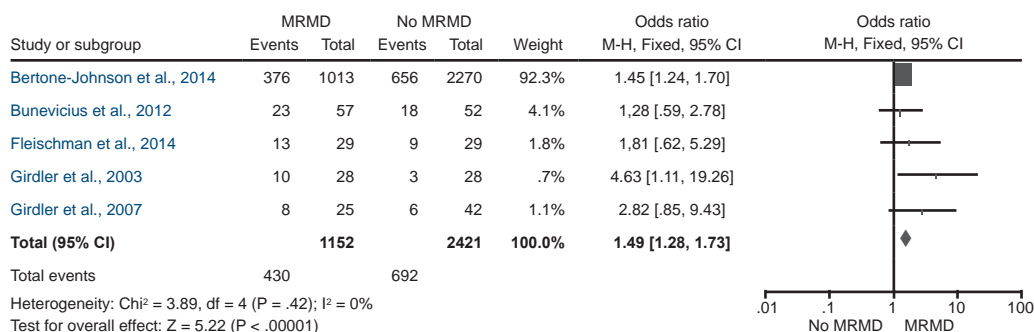 MRMD No MRMD Odds ratio Odds ratio
Study or subgroup Events Total Events Total Weight M-H, Fixed, 95% CI M-H, Fixed, 95% CI
Bertone-Johnson et al., 2014 376 1013 656 2270 92.3% 1.45 [1.24, 1.70]
Bunevicius et al., 2012 23 57 18 52 4.1% 1,28 [.59, 2.78]
Fleischman et al., 2014 13 29 9 29 1.8% 1,81 [.62, 5.29]
Girdler et al., 2003 10 28 3 28 .7% 4.63 [1.11, 19.26]
Girdler et al., 2007 8 25 6 42 1.1% 2.82 [.85, 9.43]
Total (95% CI) 1152 2421 100.0% 1.49 [1.28, 1.73]
Total events 430 692
Heterogeneity: Chi² = 3.89, df = 4 (P = .42); I² = 0%
Test for overall effect: Z = 5.22 (P < .00001)
.01 .1 1 10 100
No MRMD MRMD